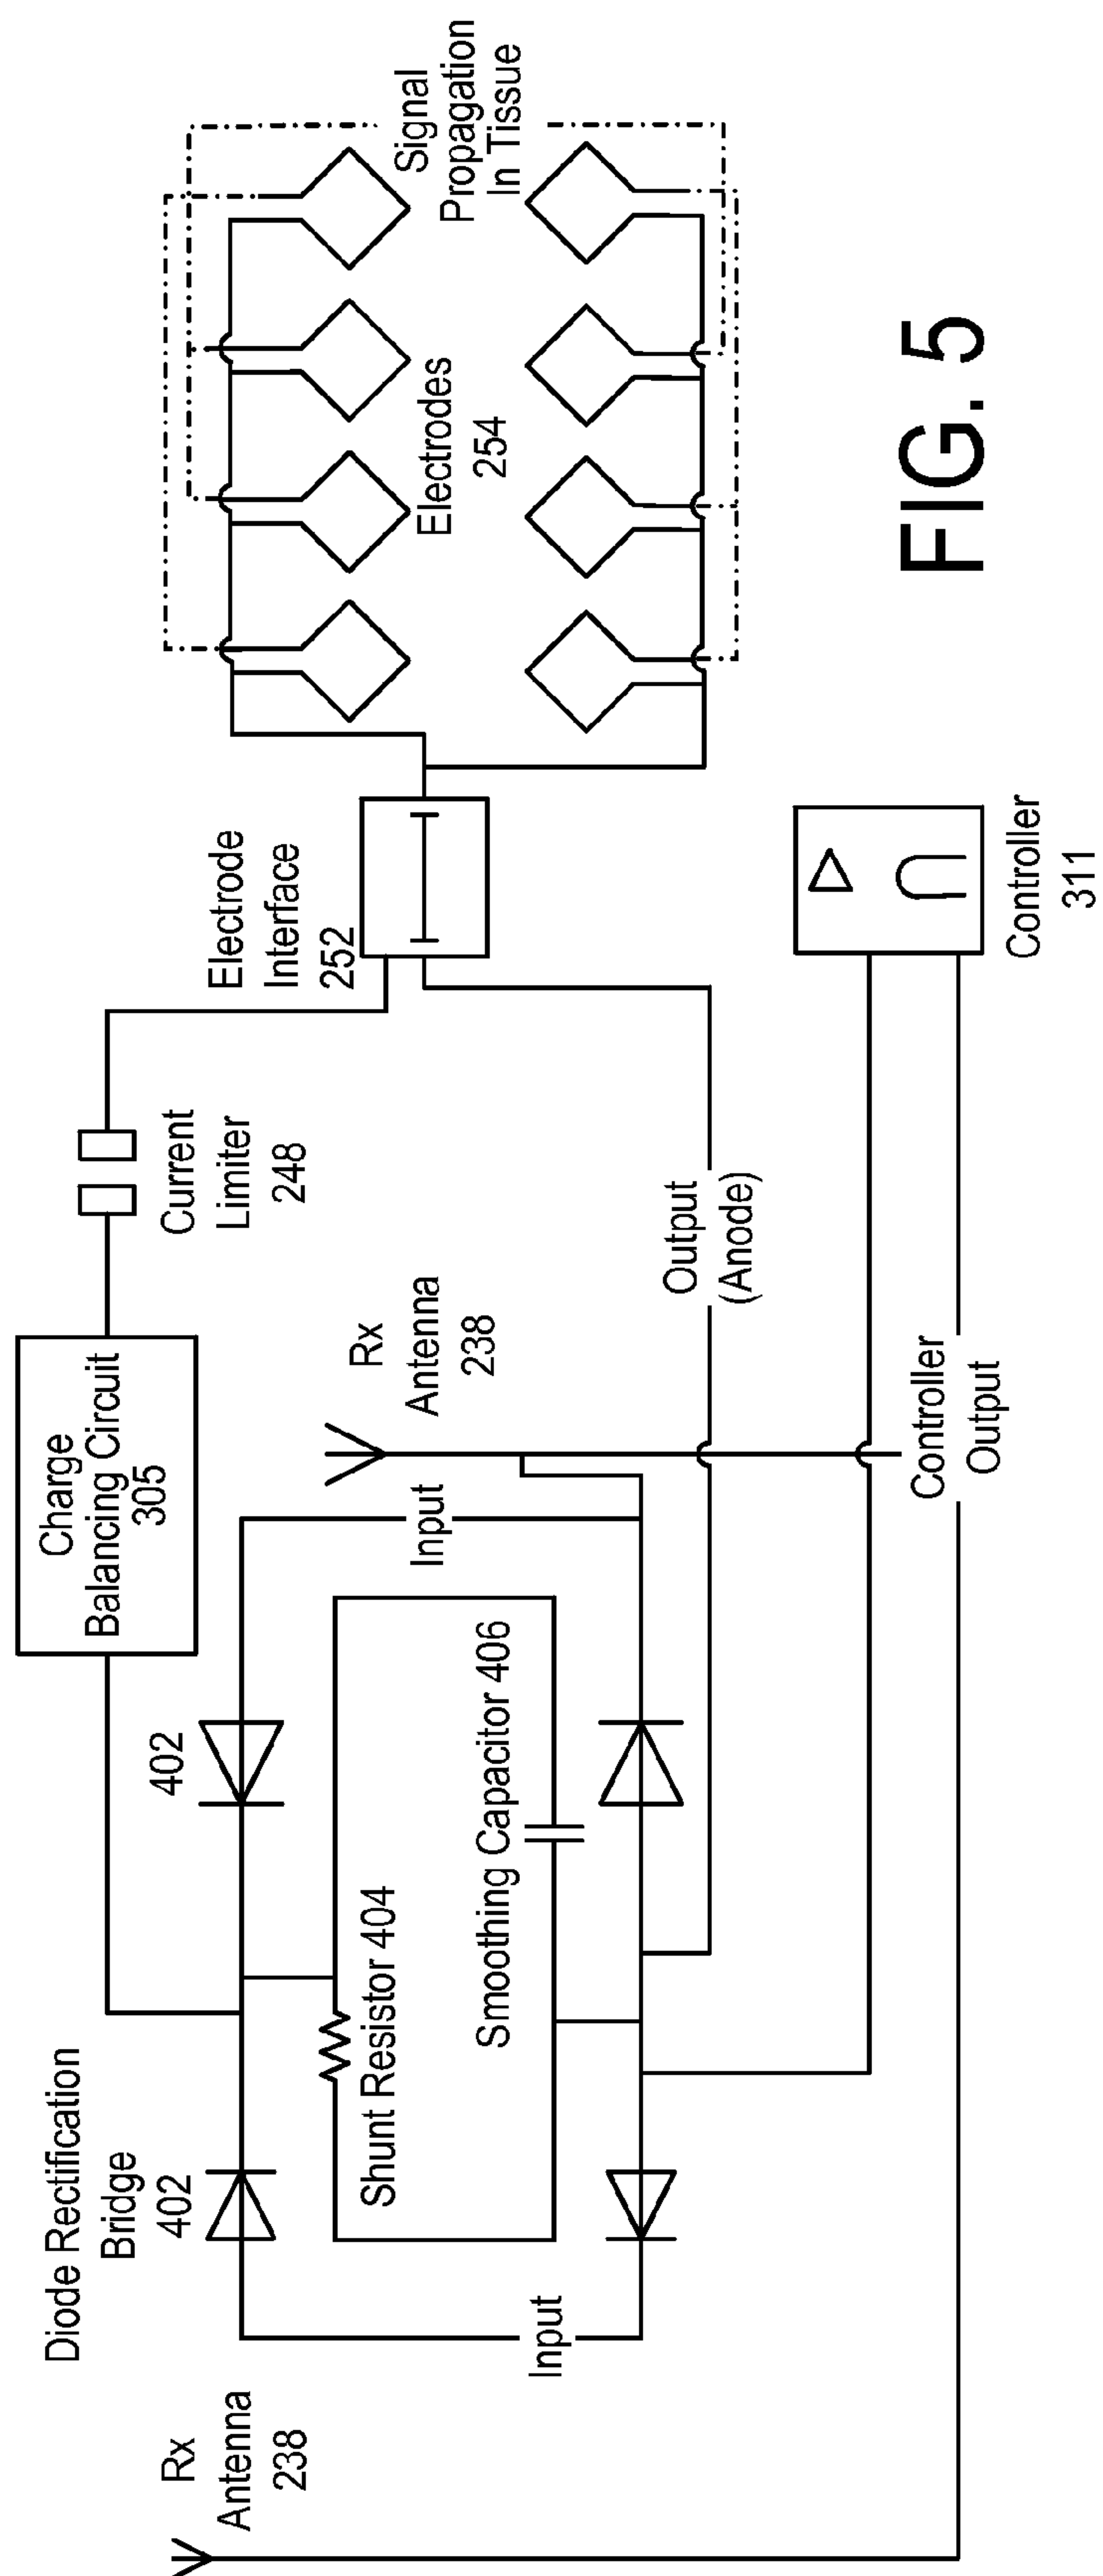 Rx
Antenna
238
Diode Rectification
Bridge
402
Input
Shunt Resistor 404
Smoothing Capacitor 406
402
Charge
Balancing Circuit
305
Input
Rx
Antenna
238
Current
Limiter
248
Output
(Anode)
Controller
Output
Electrode
Interface
252
Controller
311
Electrodes
254
Signal
Propagation
In Tissue
FIG. 5